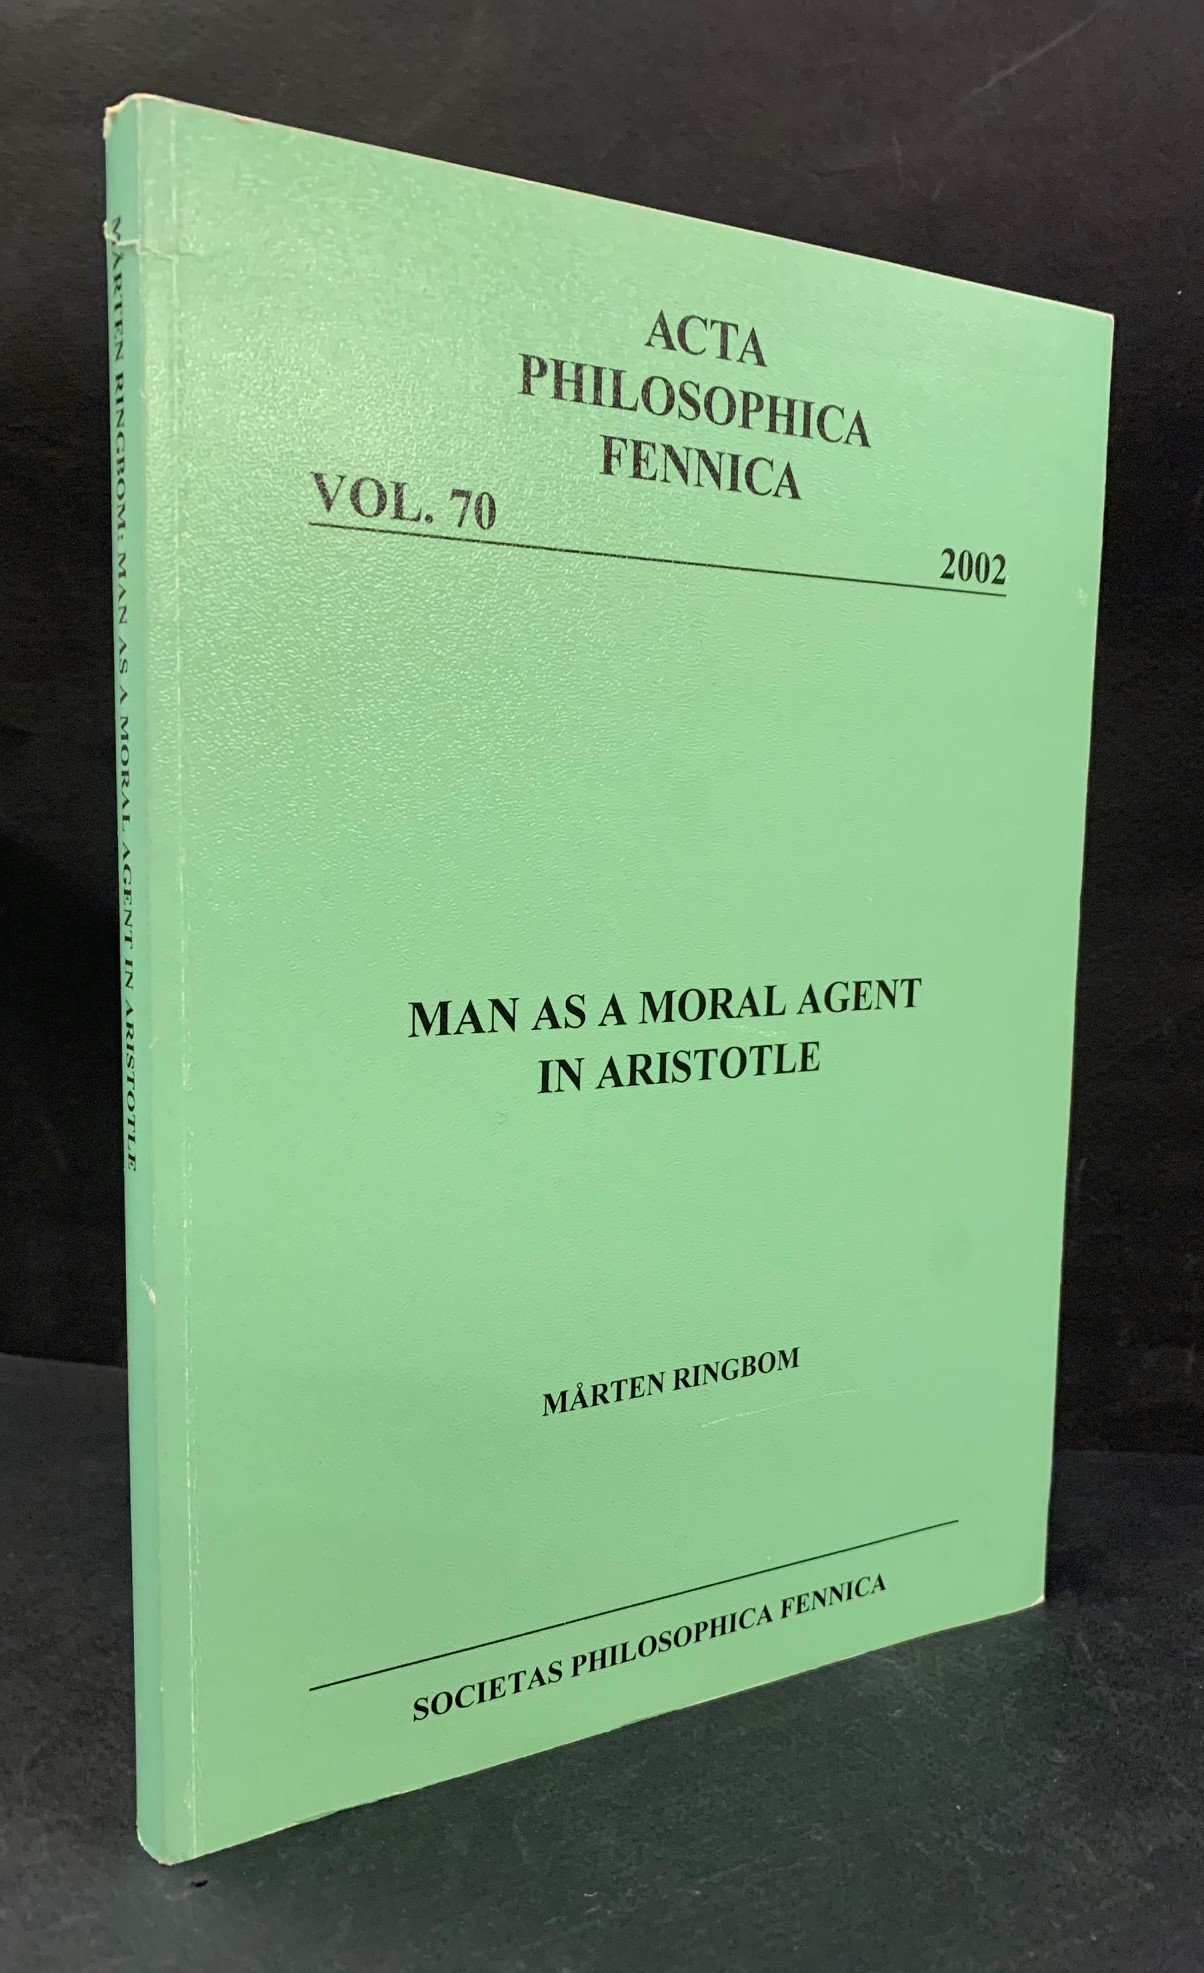 ACTA
PHILOSOPHICA
FENNICA
VOL. 70
2002
MAN AS A MORAL AGENT
IN ARISTOTLE
MÅRTEN RINGBOM
SOCIETAS PHILOSOPHICA FENNICA
MÅRTEN RINGBOM: MAN AS A MORAL AGENT IN ARISTOTLE